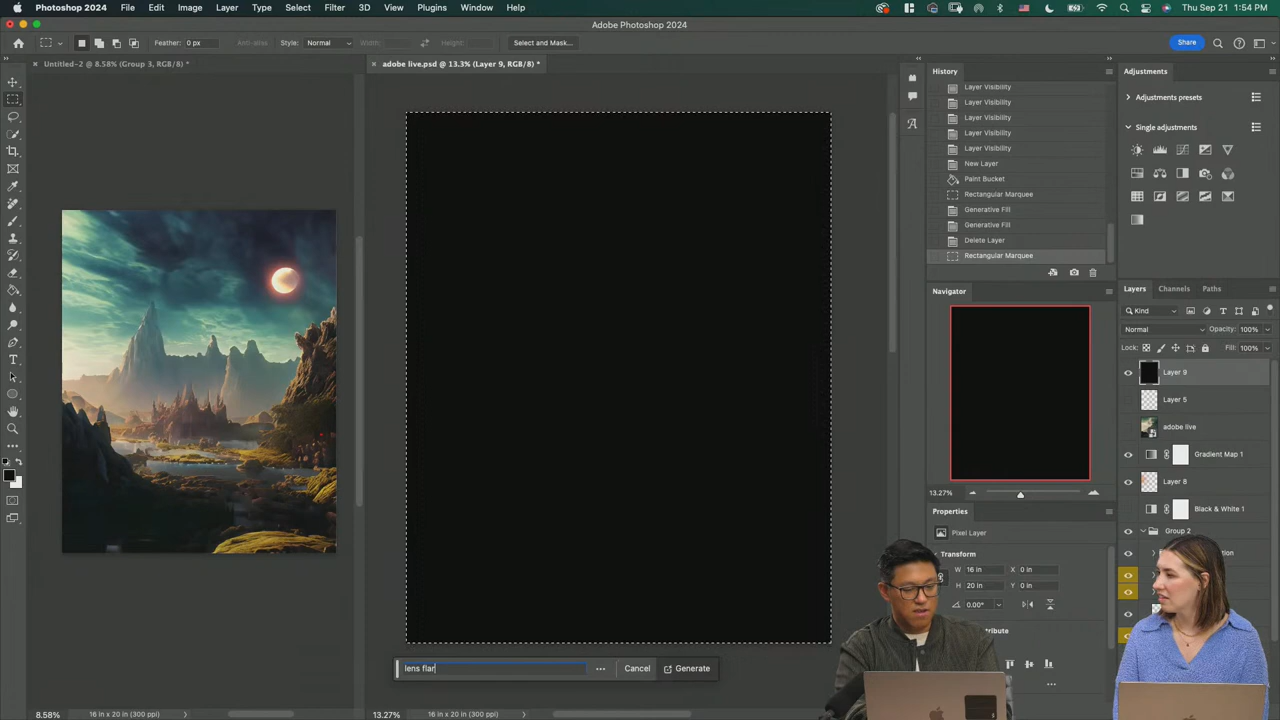 Photoshop 2024 File Edit Image Layer Type Select Filter 3D View Plugins Window Help Thu Sep 21 1:54 PM
Adobe Photoshop 2024
Feather: 0 px Anti-alias Style: Normal Width: Height: Select and Mask... Share
Untitled-2 @ 8.58% (Group 3, RGB/8) *
adobe live.psd @ 13.3% (Layer 9, RGB/8) *
History
Layer Visibility
Layer Visibility
Layer Visibility
Layer Visibility
Layer Visibility
New Layer
Paint Bucket
Rectangular Marquee
Generative Fill
Generative Fill
Delete Layer
Rectangular Marquee
Adjustments
Adjustments presets
Single adjustments
Navigator
13.27%
Properties
Pixel Layer
Transform
W 16 in X 0 in
H 20 in Y 0 in
0.00°
Layers Channels Paths
Kind
Normal Opacity: 100%
Lock: Fill: 100%
Layer 9
Layer 5
adobe live
Gradient Map 1
Layer 8
Black & White 1
Group 2
lens flar
Cancel Generate
8.58% 16 in x 20 in (300 ppi)
13.27% 16 in x 20 in (300 ppi)